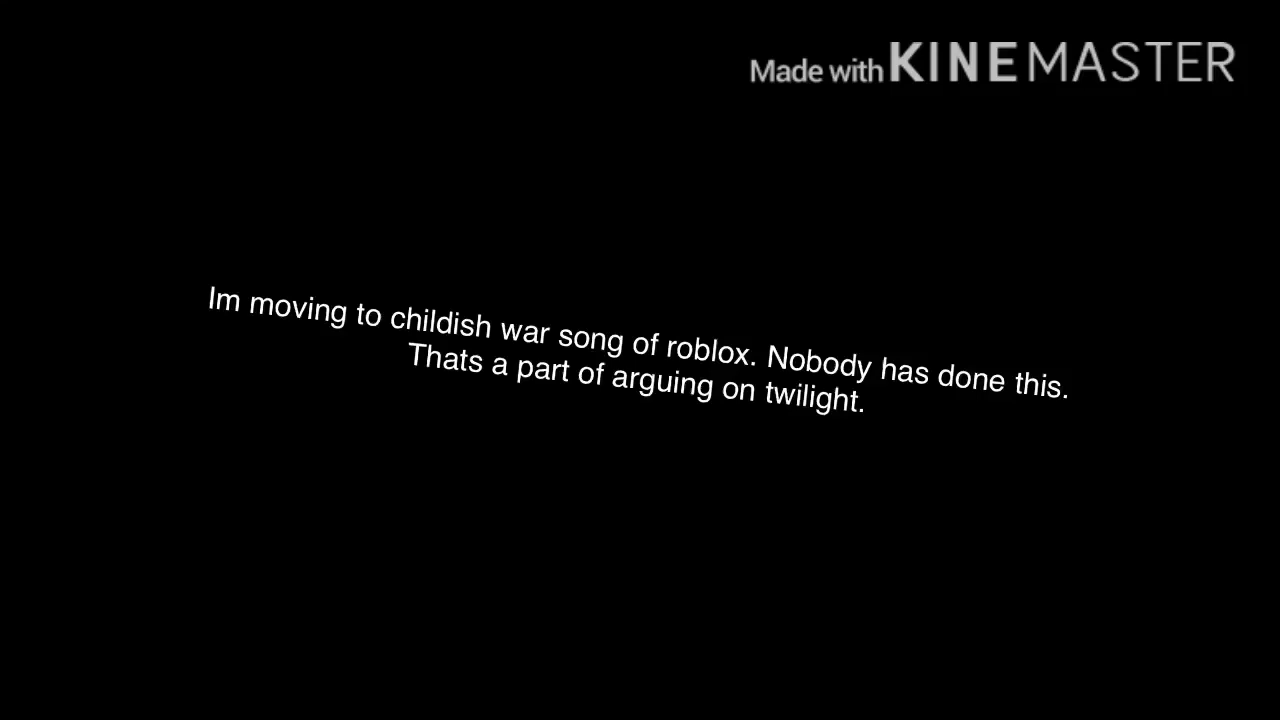 Made with KINEMASTER
Im moving to childish war song of roblox. Nobody has done this.
Thats a part of arguing on twilight.